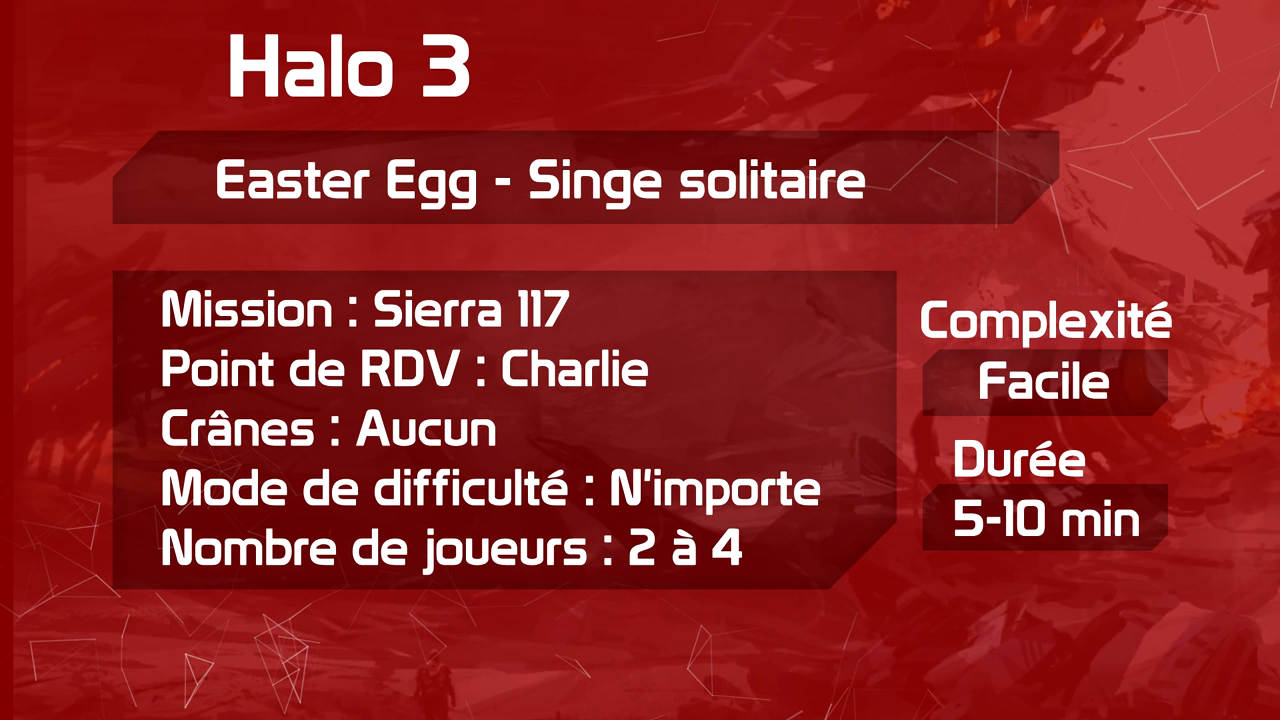 Halo 3
Easter Egg - Singe solitaire
Mission : Sierra 117
Point de RDV : Charlie
Crânes : Aucun
Mode de difficulté : N'importe
Nombre de joueurs : 2 à 4
Complexité
Facile
Durée
5-10 min